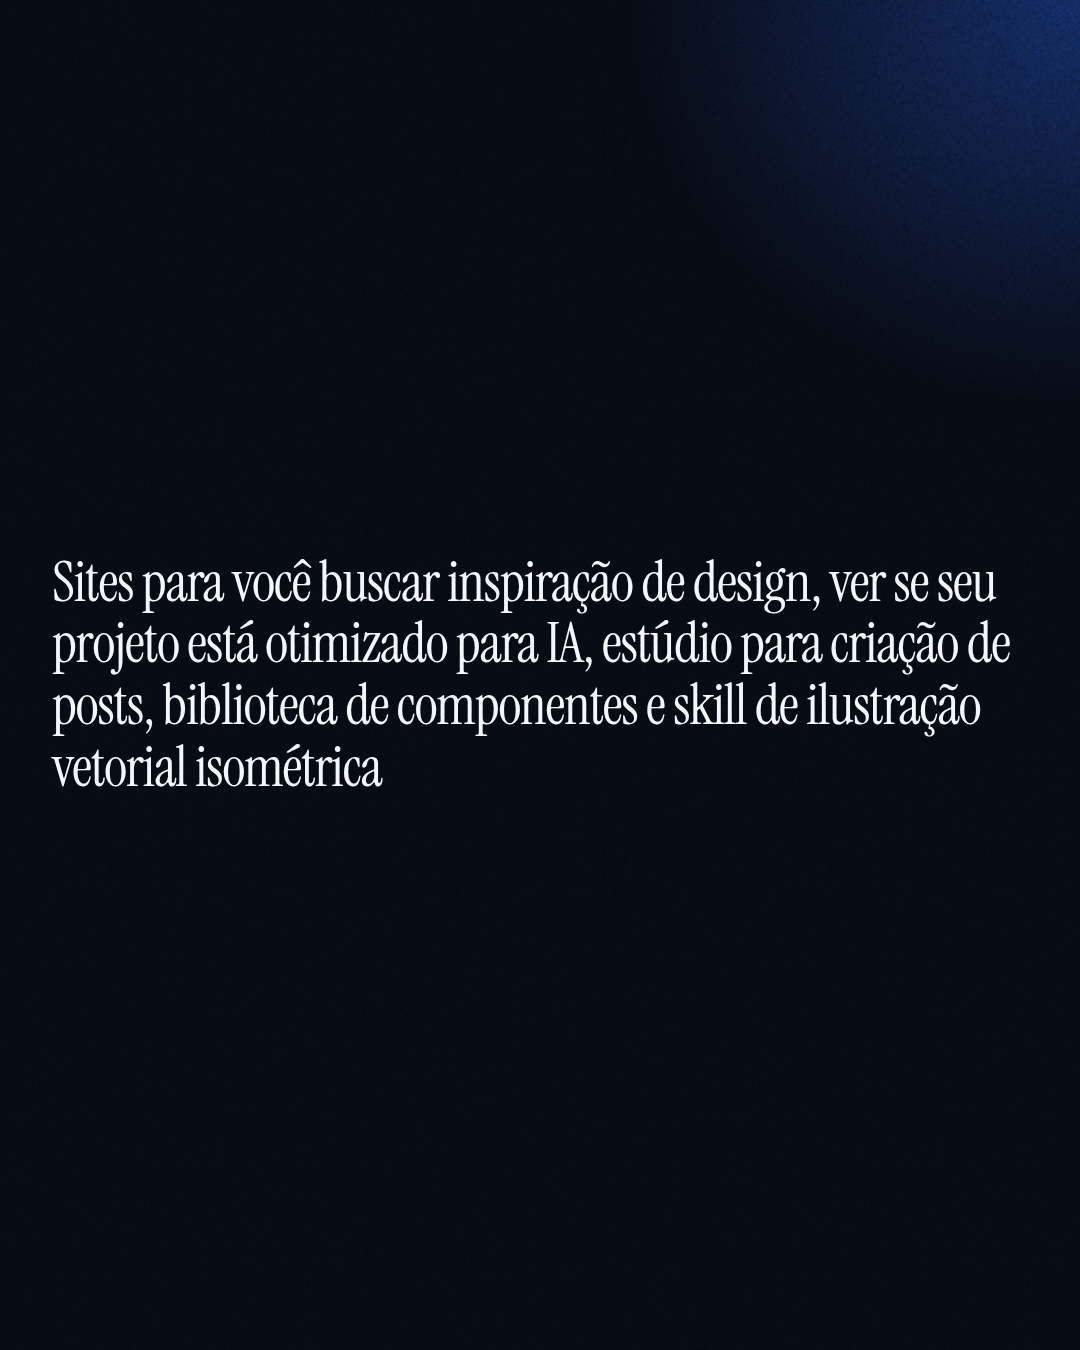 Sites para você buscar inspiração de design, ver se seu
projeto está otimizado para IA, estúdio para criação de
posts, biblioteca de componentes e skill de ilustração
vetorial isométrica